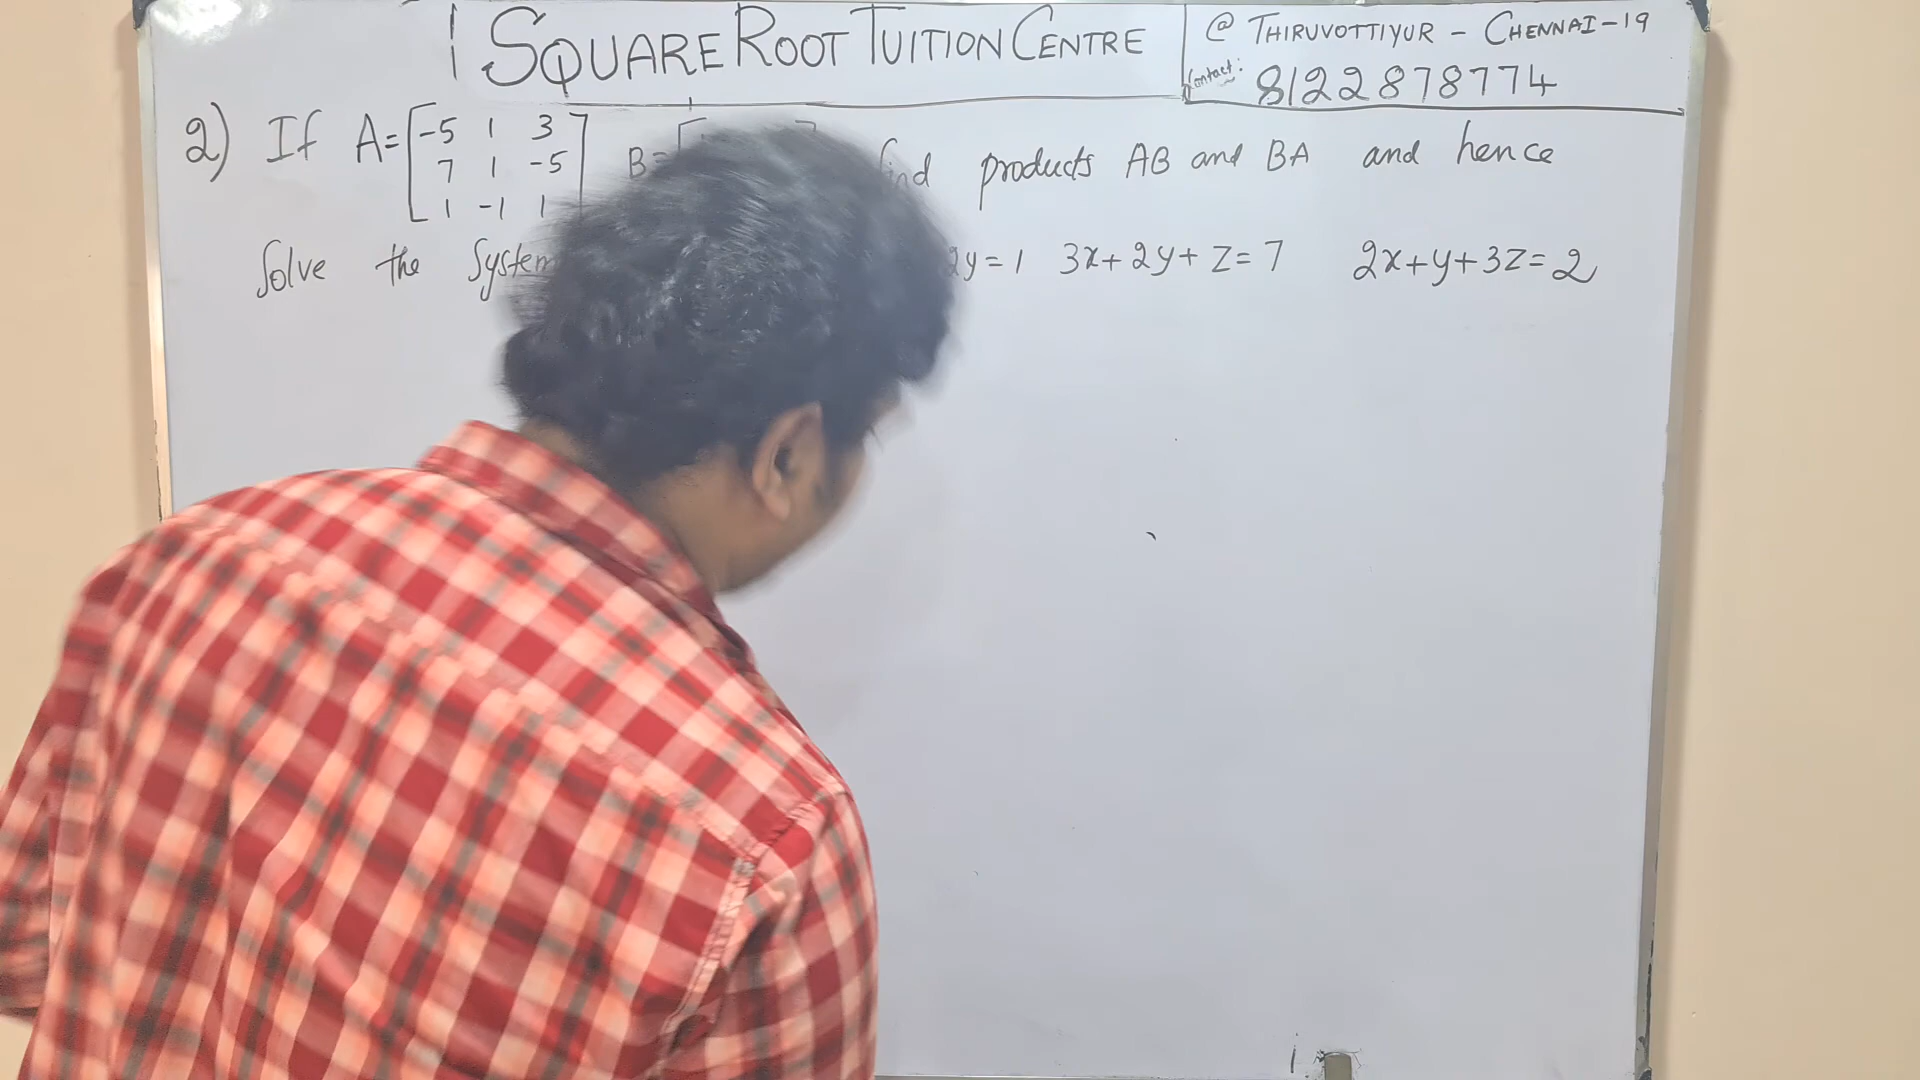 SQUARE ROOT TUITION CENTRE
@ THIRUVOTTIYUR - CHENNAI-19
Contact: 8122878774
2) If A=[-5 1 3 B=[ find products AB and BA and hence
7 1 -5
1 -1 1
Solve the System 2y=1 3x+2y+z=7 2x+y+3z=2